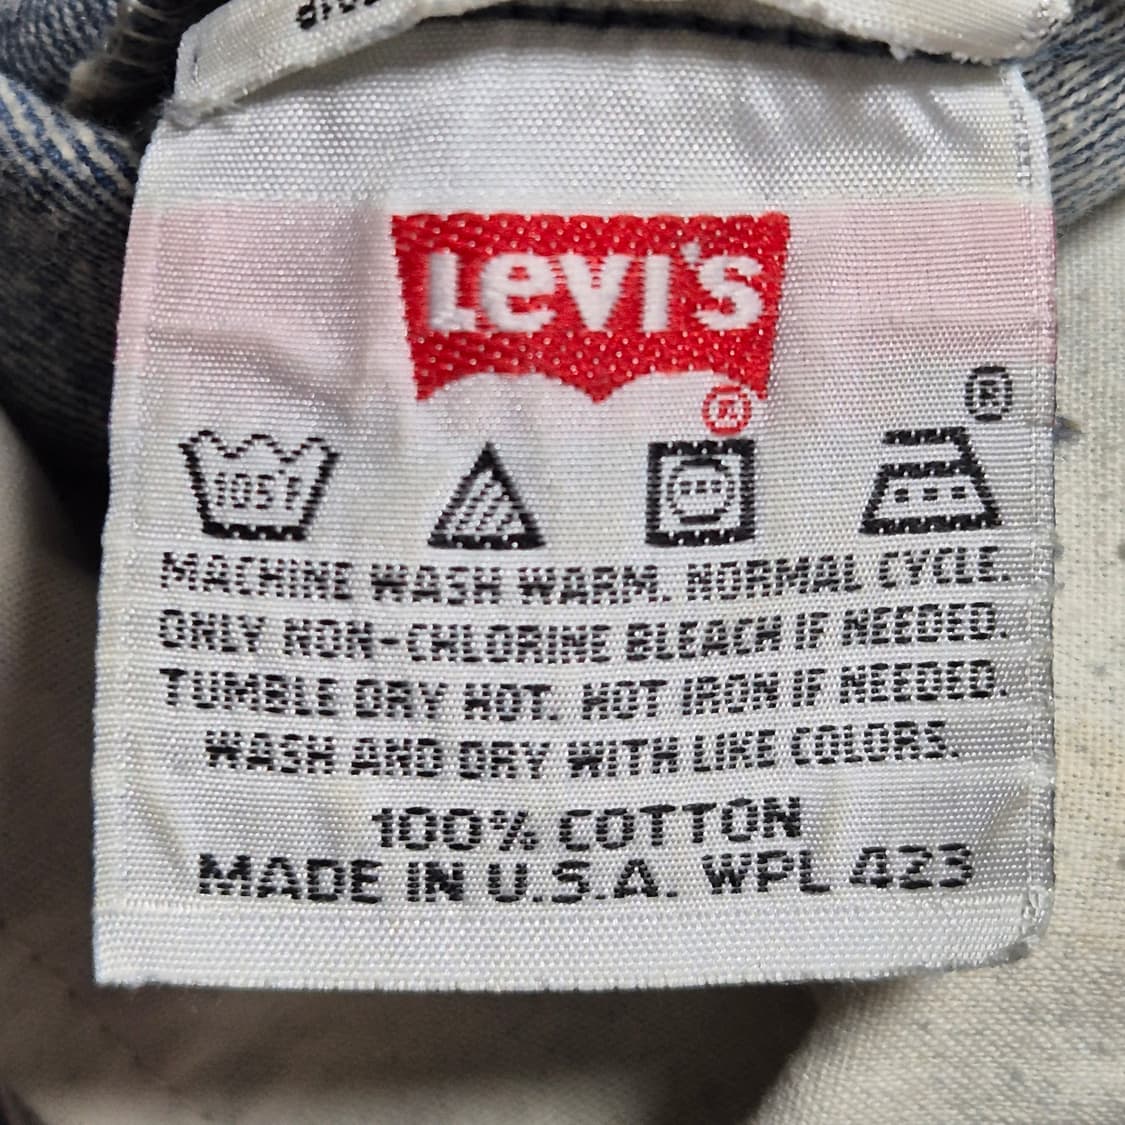 Levi's
®
®
105°F
MACHINE WASH WARM. NORMAL CYCLE.
ONLY NON-CHLORINE BLEACH IF NEEDED.
TUMBLE DRY HOT. HOT IRON IF NEEDED.
WASH AND DRY WITH LIKE COLORS.
100% COTTON
MADE IN U.S.A. WPL 423